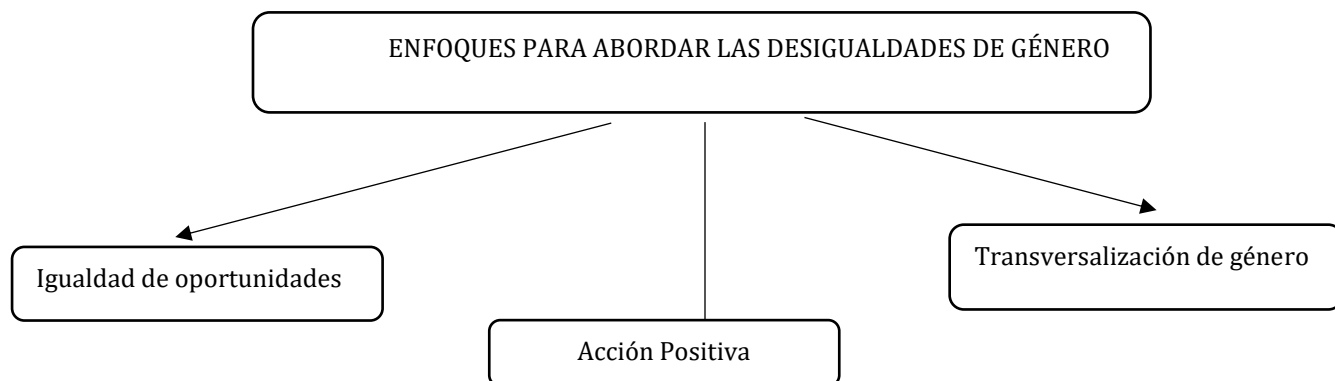 ENFOQUES PARA ABORDAR LAS DESIGUALDADES DE GÉNERO
Igualdad de oportunidades
Transversalización de género
Acción Positiva